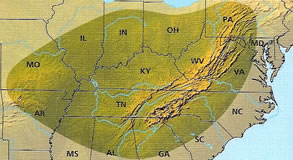 IL IN OH PA
MD
MO KY WV VA
TN NC
AR SC
MS AL GA